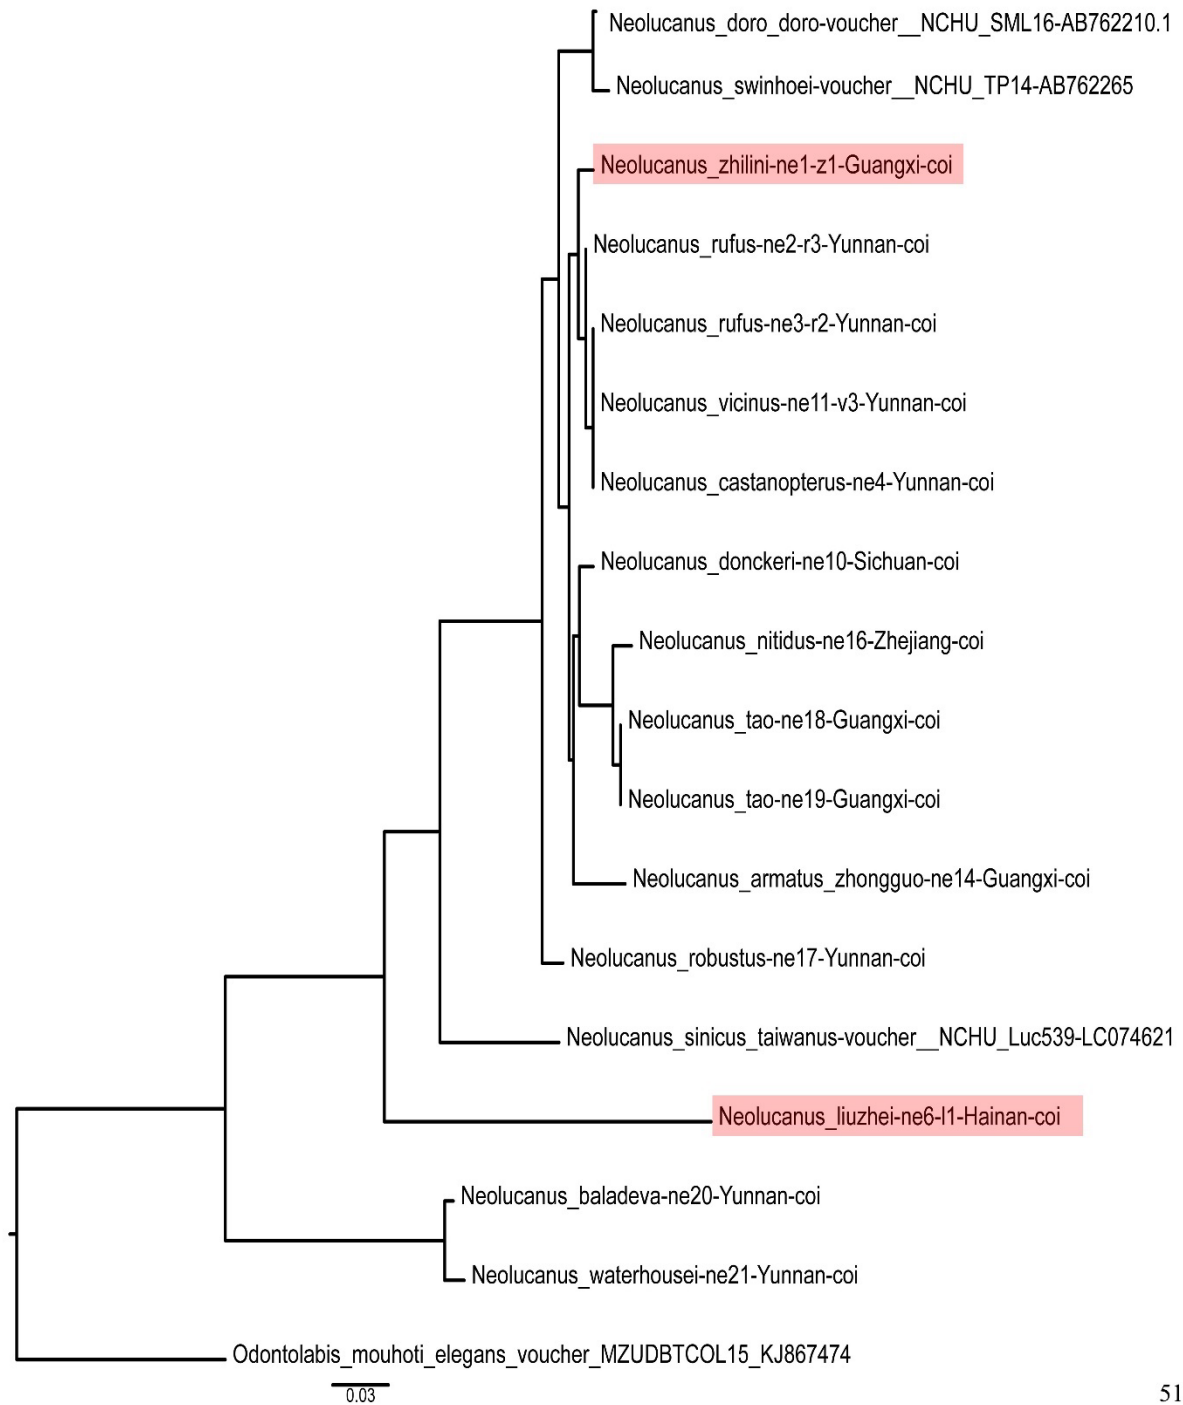 Neolucanus_doro_doro-voucher__NCHU_SML16-AB762210.1
Neolucanus_swinhoei-voucher__NCHU_TP14-AB762265
Neolucanus_zhilini-ne1-z1-Guangxi-coi
Neolucanus_rufus-ne2-r3-Yunnan-coi
Neolucanus_rufus-ne3-r2-Yunnan-coi
Neolucanus_vicinus-ne11-v3-Yunnan-coi
Neolucanus_castanopterus-ne4-Yunnan-coi
Neolucanus_donckeri-ne10-Sichuan-coi
Neolucanus_nitidus-ne16-Zhejiang-coi
Neolucanus_tao-ne18-Guangxi-coi
Neolucanus_tao-ne19-Guangxi-coi
Neolucanus_armatus_zhongguo-ne14-Guangxi-coi
Neolucanus_robustus-ne17-Yunnan-coi
Neolucanus_sinicus_taiwanus-voucher__NCHU_Luc539-LC074621
Neolucanus_liuzhei-ne6-l1-Hainan-coi
Neolucanus_baladeva-ne20-Yunnan-coi
Neolucanus_waterhousei-ne21-Yunnan-coi
Odontolabis_mouhoti_elegans_voucher_MZUDBTCOL15_KJ867474
0.03
51